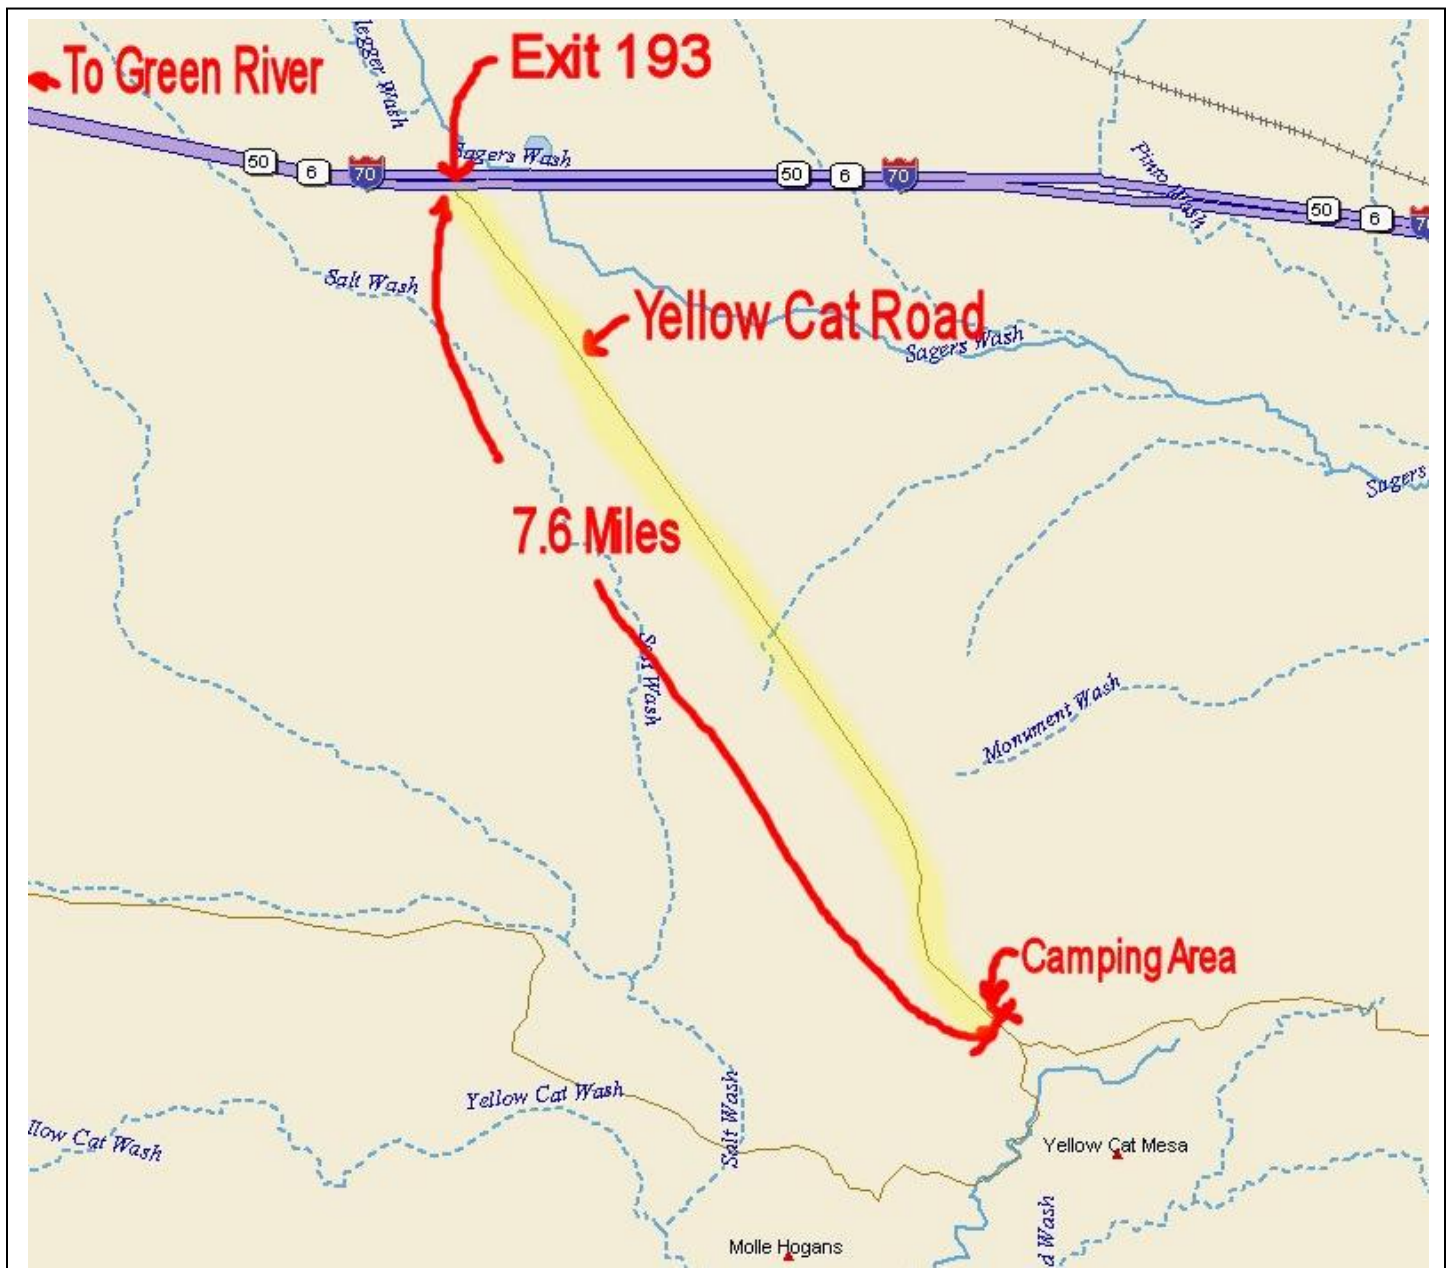 To Green River
Exit 193
Sagers Wash
50
6
70
50
6
70
Pinto Wash
50
6
Salt Wash
Yellow Cat Road
Sagers Wash
Sagers
7.6 Miles
Salt Wash
Monument Wash
Camping Area
Yellow Cat Wash
Salt Wash
Cat Wash
Yellow Cat Mesa
Molle Hogans
Wash
Wash